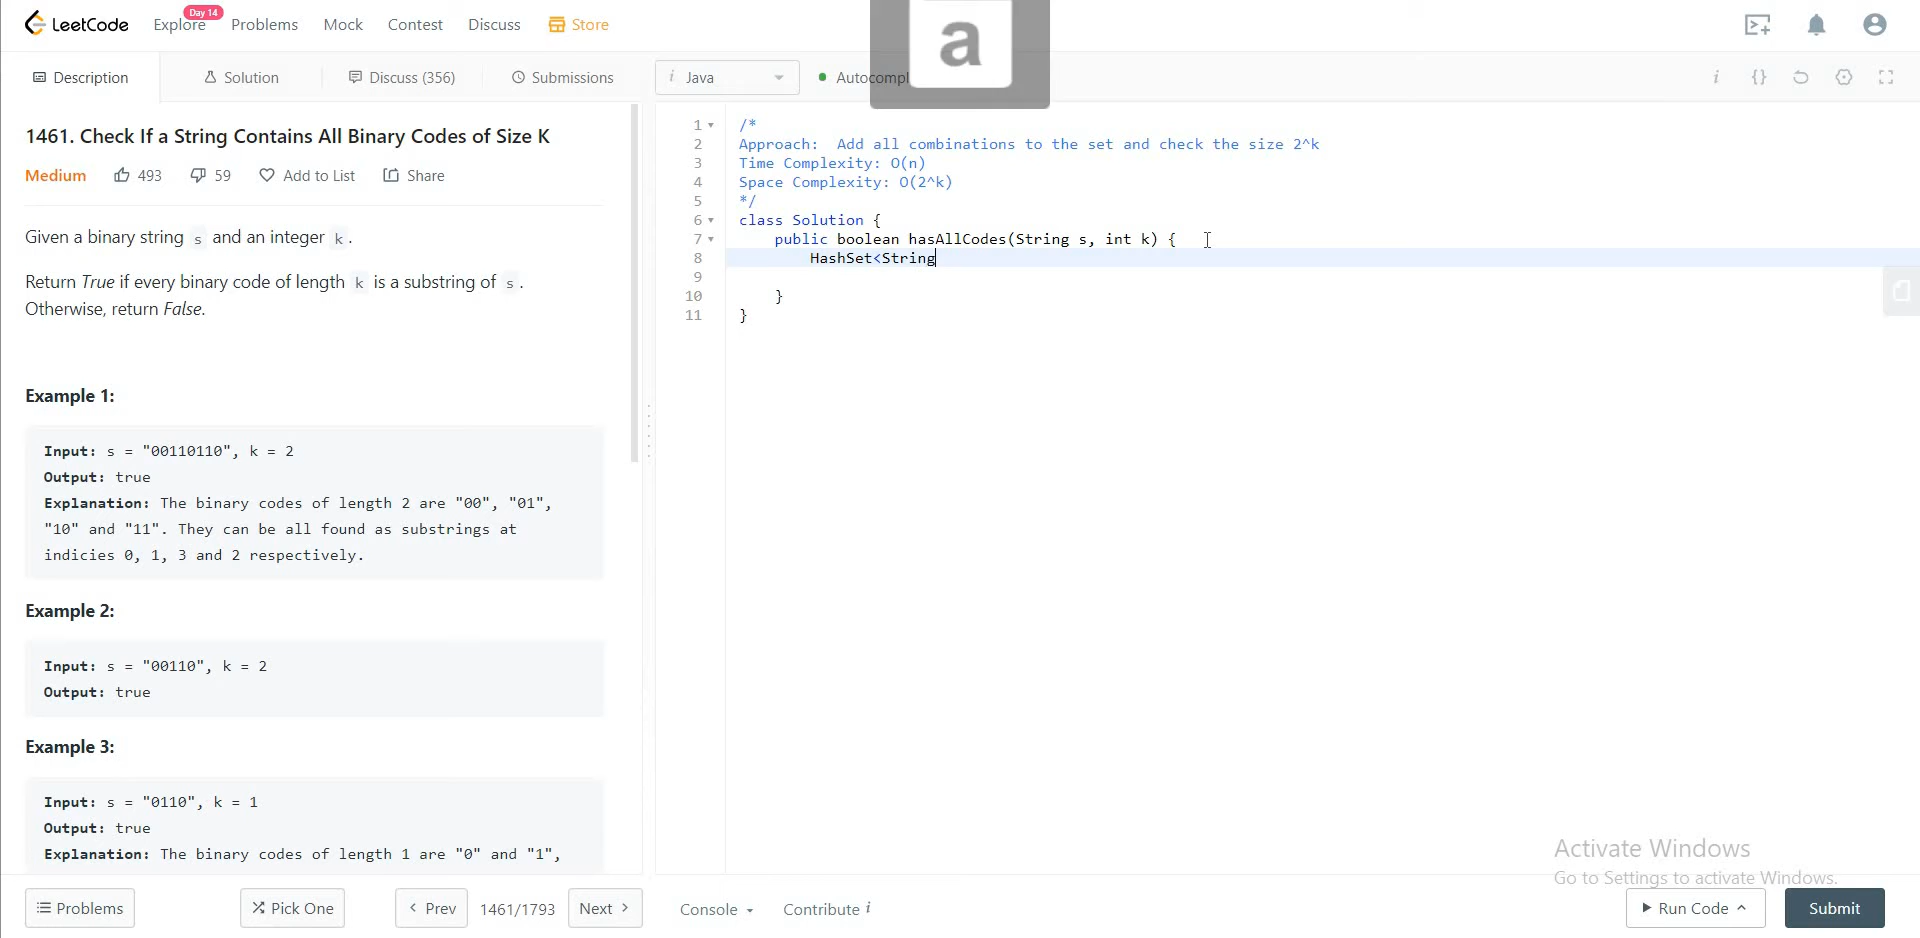 LeetCode
Explore
Day 14
Problems
Mock
Contest
Discuss
Store
a
Description
Solution
Discuss (356)
Submissions
i Java
Autocompl
i
{}
1461. Check If a String Contains All Binary Codes of Size K
Medium
493
59
Add to List
Share
Given a binary string s and an integer k.
Return True if every binary code of length k is a substring of s.
Otherwise, return False.
Example 1:
Input: s = "00110110", k = 2
Output: true
Explanation: The binary codes of length 2 are "00", "01",
"10" and "11". They can be all found as substrings at
indicies 0, 1, 3 and 2 respectively.
Example 2:
Input: s = "00110", k = 2
Output: true
Example 3:
Input: s = "0110", k = 1
Output: true
Explanation: The binary codes of length 1 are "0" and "1",
1 /*
2 Approach:  Add all combinations to the set and check the size 2^k
3 Time Complexity: O(n)
4 Space Complexity: O(2^k)
5 */
6 class Solution {
7     public boolean hasAllCodes(String s, int k) {
8         HashSet<String
9
10     }
11 }
Activate Windows
Go to Settings to activate Windows.
Problems
Pick One
< Prev
1461/1793
Next >
Console
Contribute i
Run Code
Submit